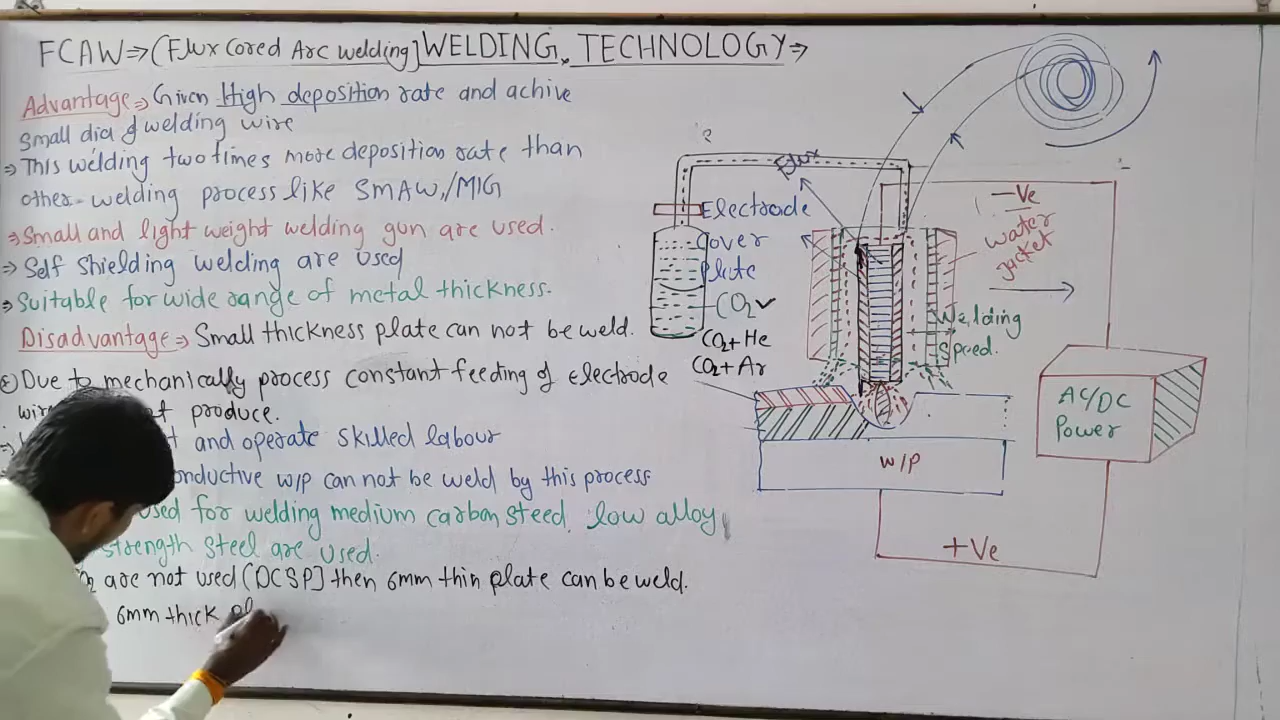 FCAW⇒(Flux Cored Arc welding] WELDING, TECHNOLOGY⇒
Advantage⇒ Given High deposition rate and achive
small dia of welding wire
⇒ This welding two times more deposition rate than
other welding process like SMAW/MIG
⇒ Small and light weight welding gun are used.
⇒ Self shielding welding are used
⇒ Suitable for wide range of metal thickness.
Disadvantage⇒ Small thickness plate can not be weld.
Due to mechanically process constant feeding of electrode
produce.
and operate skilled labour
onductive w/p can not be weld by this process
used for welding medium carbon steed, low alloy
strength steel are used.
are not used (DCSP] then 6mm thin plate can be weld.
6mm thick pl
?
Flux
Electrode
cover
plate
CO2 ✓
CO2+He
CO2+Ar
−Ve
water
jacket
Welding
Speed.
AC/DC
Power
W/P
+Ve